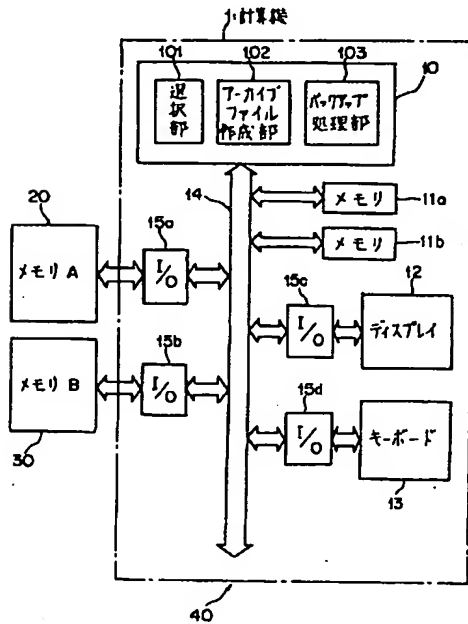 1:計算機
101
102
103
選択部
アーカイブ
ファイル
作成部
バックアップ
処理部
10
14
20
メモリ A
15a
I/O
メモリ
11a
メモリ
11b
15c
I/O
12
ディスプレイ
メモリ B
30
15b
I/O
15d
I/O
キーボード
13
40